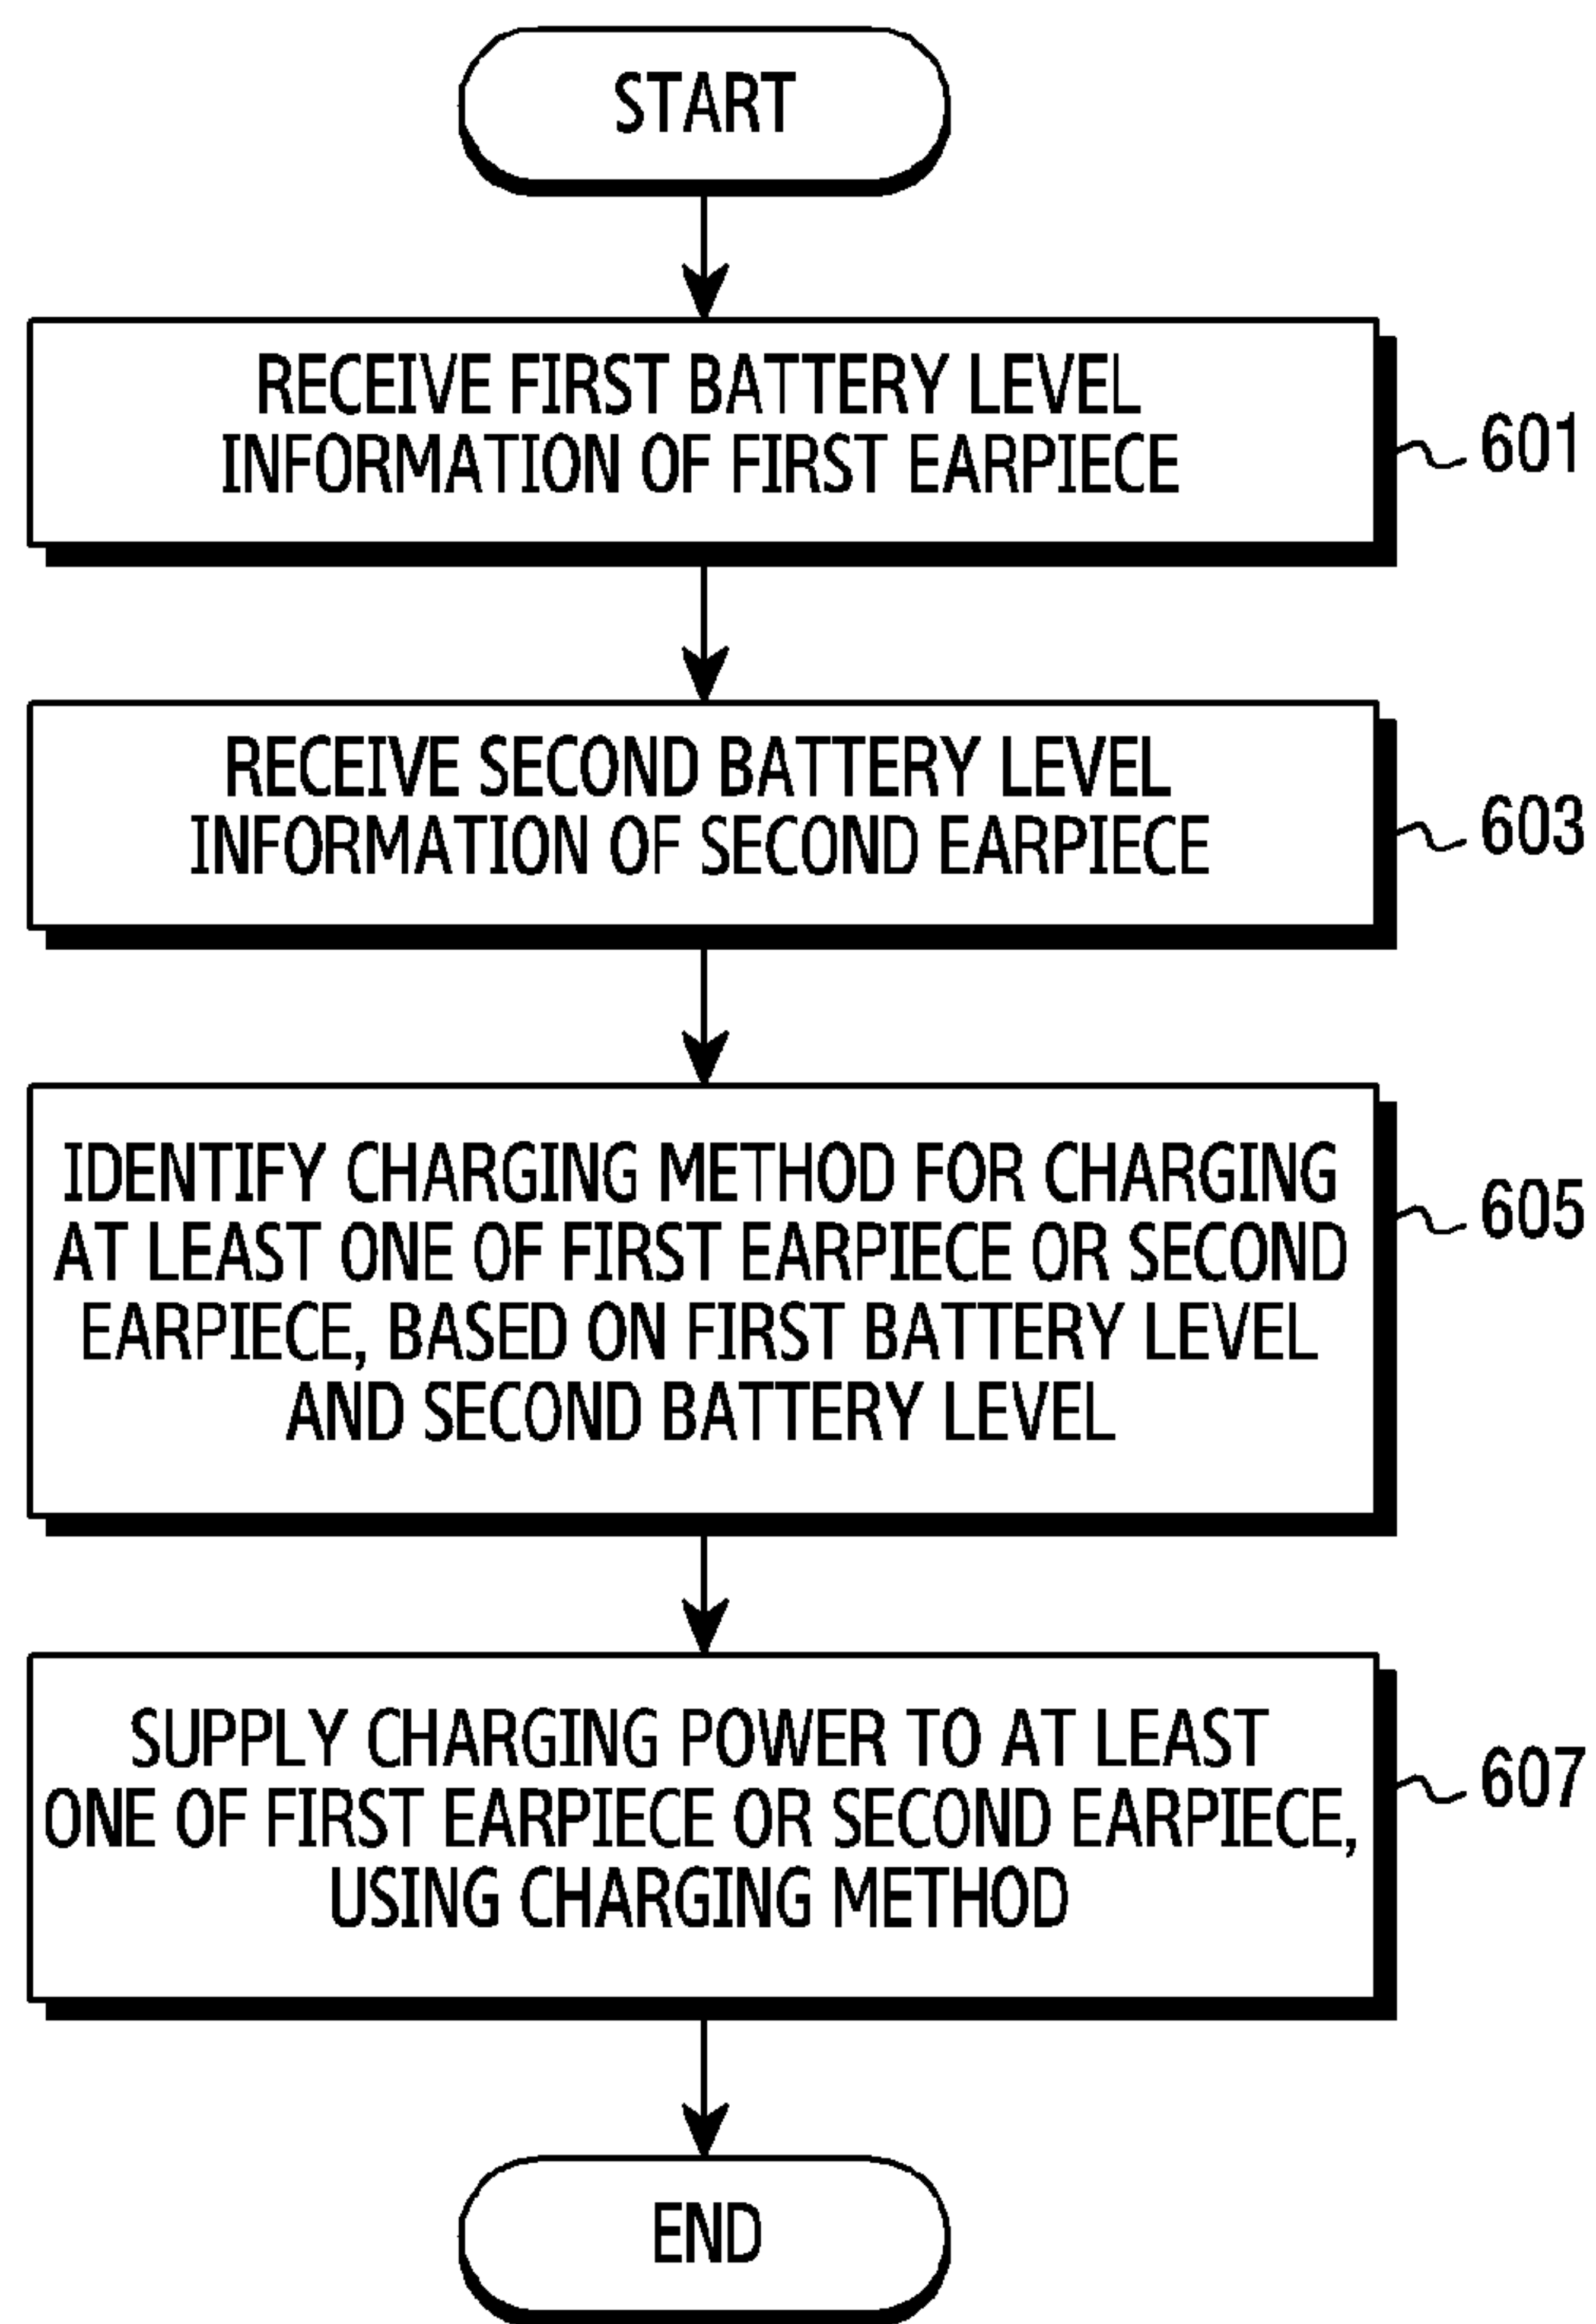 START
RECEIVE FIRST BATTERY LEVEL
INFORMATION OF FIRST EARPIECE
601
RECEIVE SECOND BATTERY LEVEL
INFORMATION OF SECOND EARPIECE
603
IDENTIFY CHARGING METHOD FOR CHARGING
AT LEAST ONE OF FIRST EARPIECE OR SECOND
EARPIECE, BASED ON FIRST BATTERY LEVEL
AND SECOND BATTERY LEVEL
605
SUPPLY CHARGING POWER TO AT LEAST
ONE OF FIRST EARPIECE OR SECOND EARPIECE,
USING CHARGING METHOD
607
END